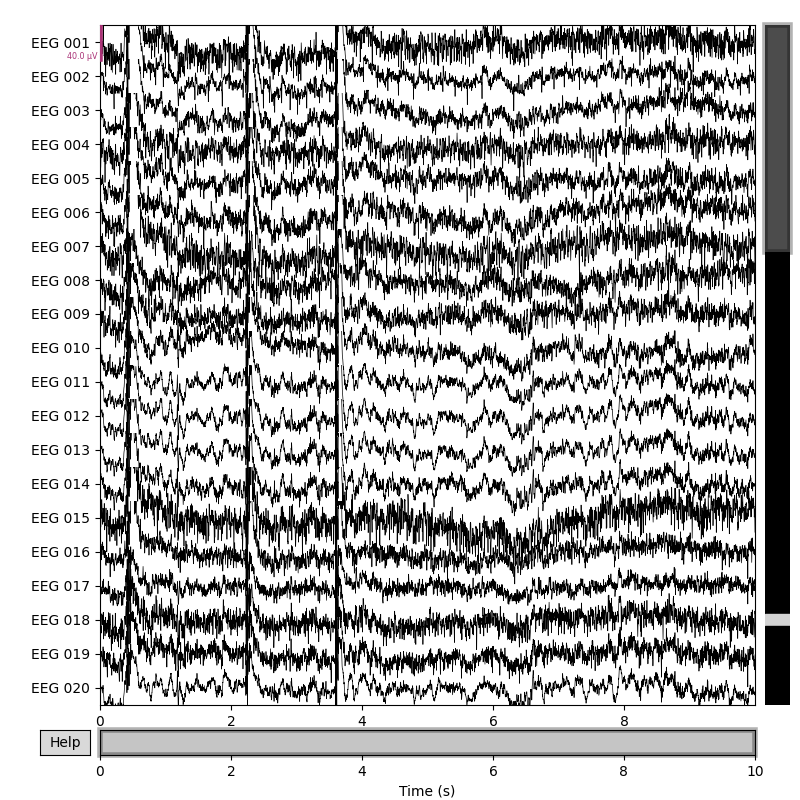 EEG 001
40.0 µV
EEG 002
EEG 003
EEG 004
EEG 005
EEG 006
EEG 007
EEG 008
EEG 009
EEG 010
EEG 011
EEG 012
EEG 013
EEG 014
EEG 015
EEG 016
EEG 017
EEG 018
EEG 019
EEG 020
0 2 4 6 8
Help
0 2 4 6 8 10
Time (s)